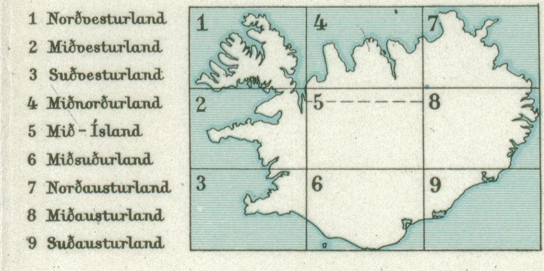 1 Norðvesturland
2 Miðvesturland
3 Suðvesturland
4 Miðnorðurland
5 Mið-Ísland
6 Miðsuðurland
7 Norðausturland
8 Miðausturland
9 Suðausturland
1 4 7
2 5 8
3 6 9